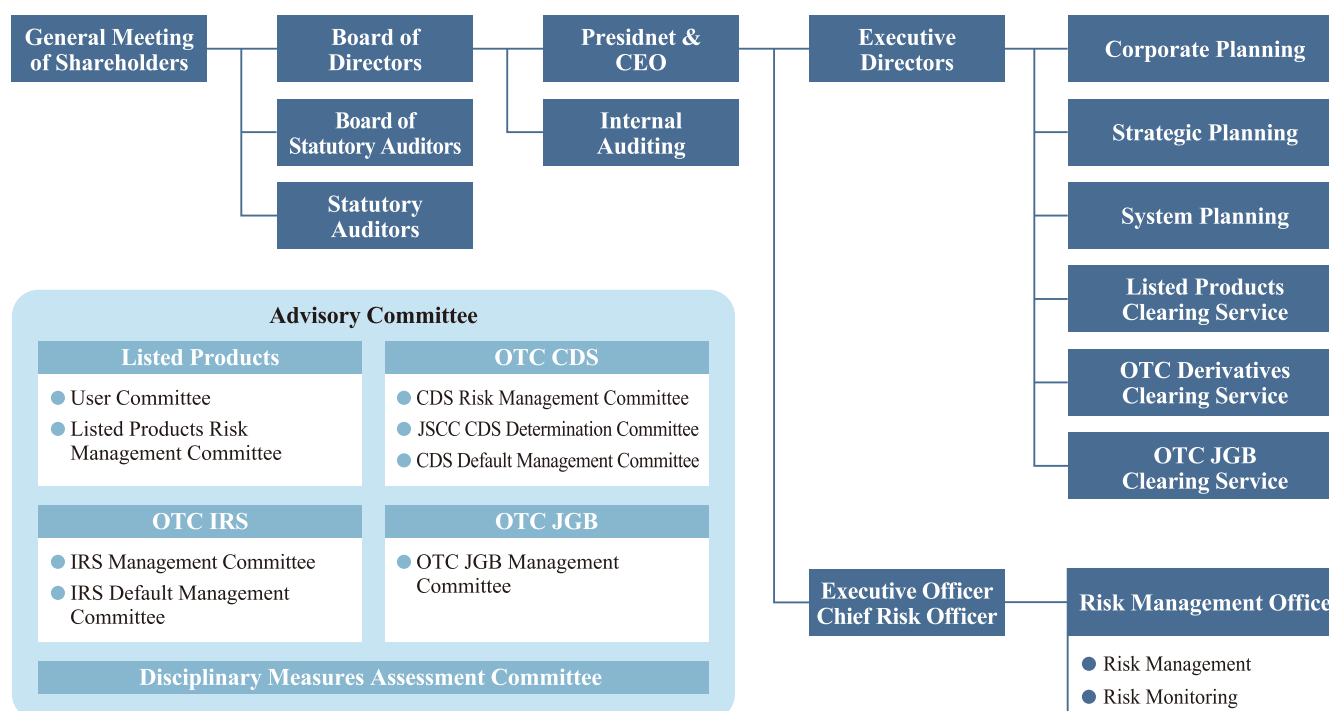 General Meeting
of Shareholders
Board of
Directors
Presidnet &
CEO
Executive
Directors
Corporate Planning
Board of
Statutory Auditors
Internal
Auditing
Strategic Planning
Statutory
Auditors
System Planning
Listed Products
Clearing Service
OTC Derivatives
Clearing Service
OTC JGB
Clearing Service
Advisory Committee
Listed Products
User Committee
Listed Products Risk
Management Committee
OTC CDS
CDS Risk Management Committee
JSCC CDS Determination Committee
CDS Default Management Committee
OTC IRS
IRS Management Committee
IRS Default Management
Committee
OTC JGB
OTC JGB Management
Committee
Disciplinary Measures Assessment Committee
Executive Officer
Chief Risk Officer
Risk Management Office
Risk Management
Risk Monitoring